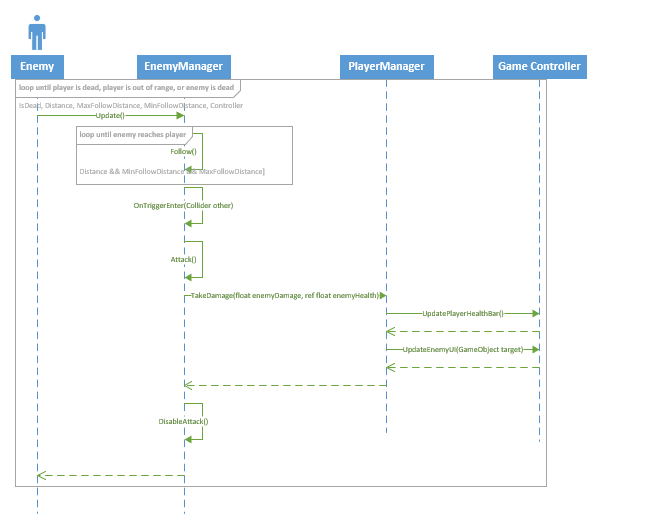 Enemy EnemyManager PlayerManager Game Controller
loop until player is dead, player is out of range, or enemy is dead
IsDead, Distance, MaxFollowDistance, MinFollowDistance, Controller
Update()
loop until enemy reaches player
Follow()
Distance && MinFollowDistance && MaxFollowDistance]
OnTriggerEnter(Collider other)
Attack()
TakeDamage(float enemyDamage, ref float enemyHealth)
UpdatePlayerHealthBar()
UpdateEnemyUI(GameObject target)
DisableAttack()